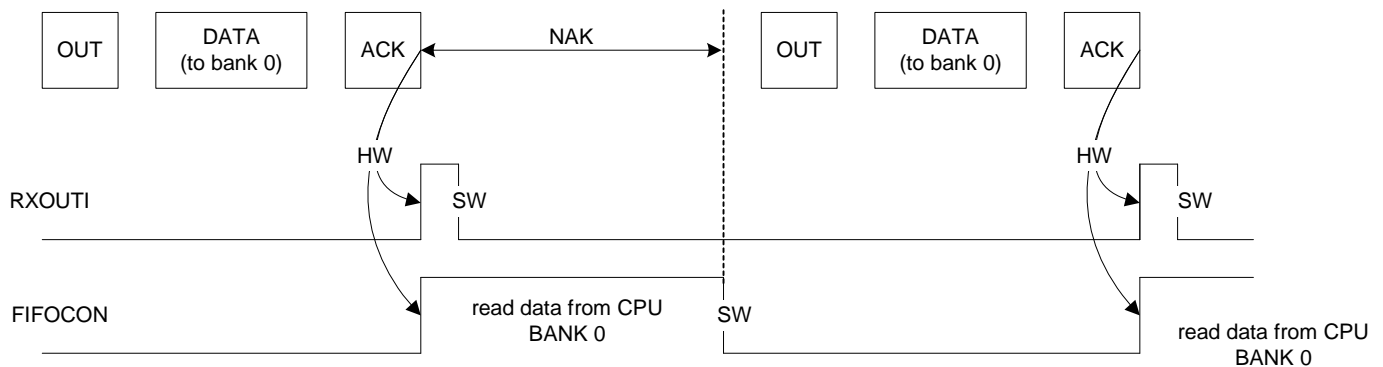 OUT
DATA
(to bank 0)
ACK
NAK
OUT
DATA
(to bank 0)
ACK
HW
HW
RXOUTI
SW
SW
FIFOCON
read data from CPU
BANK 0
SW
read data from CPU
BANK 0